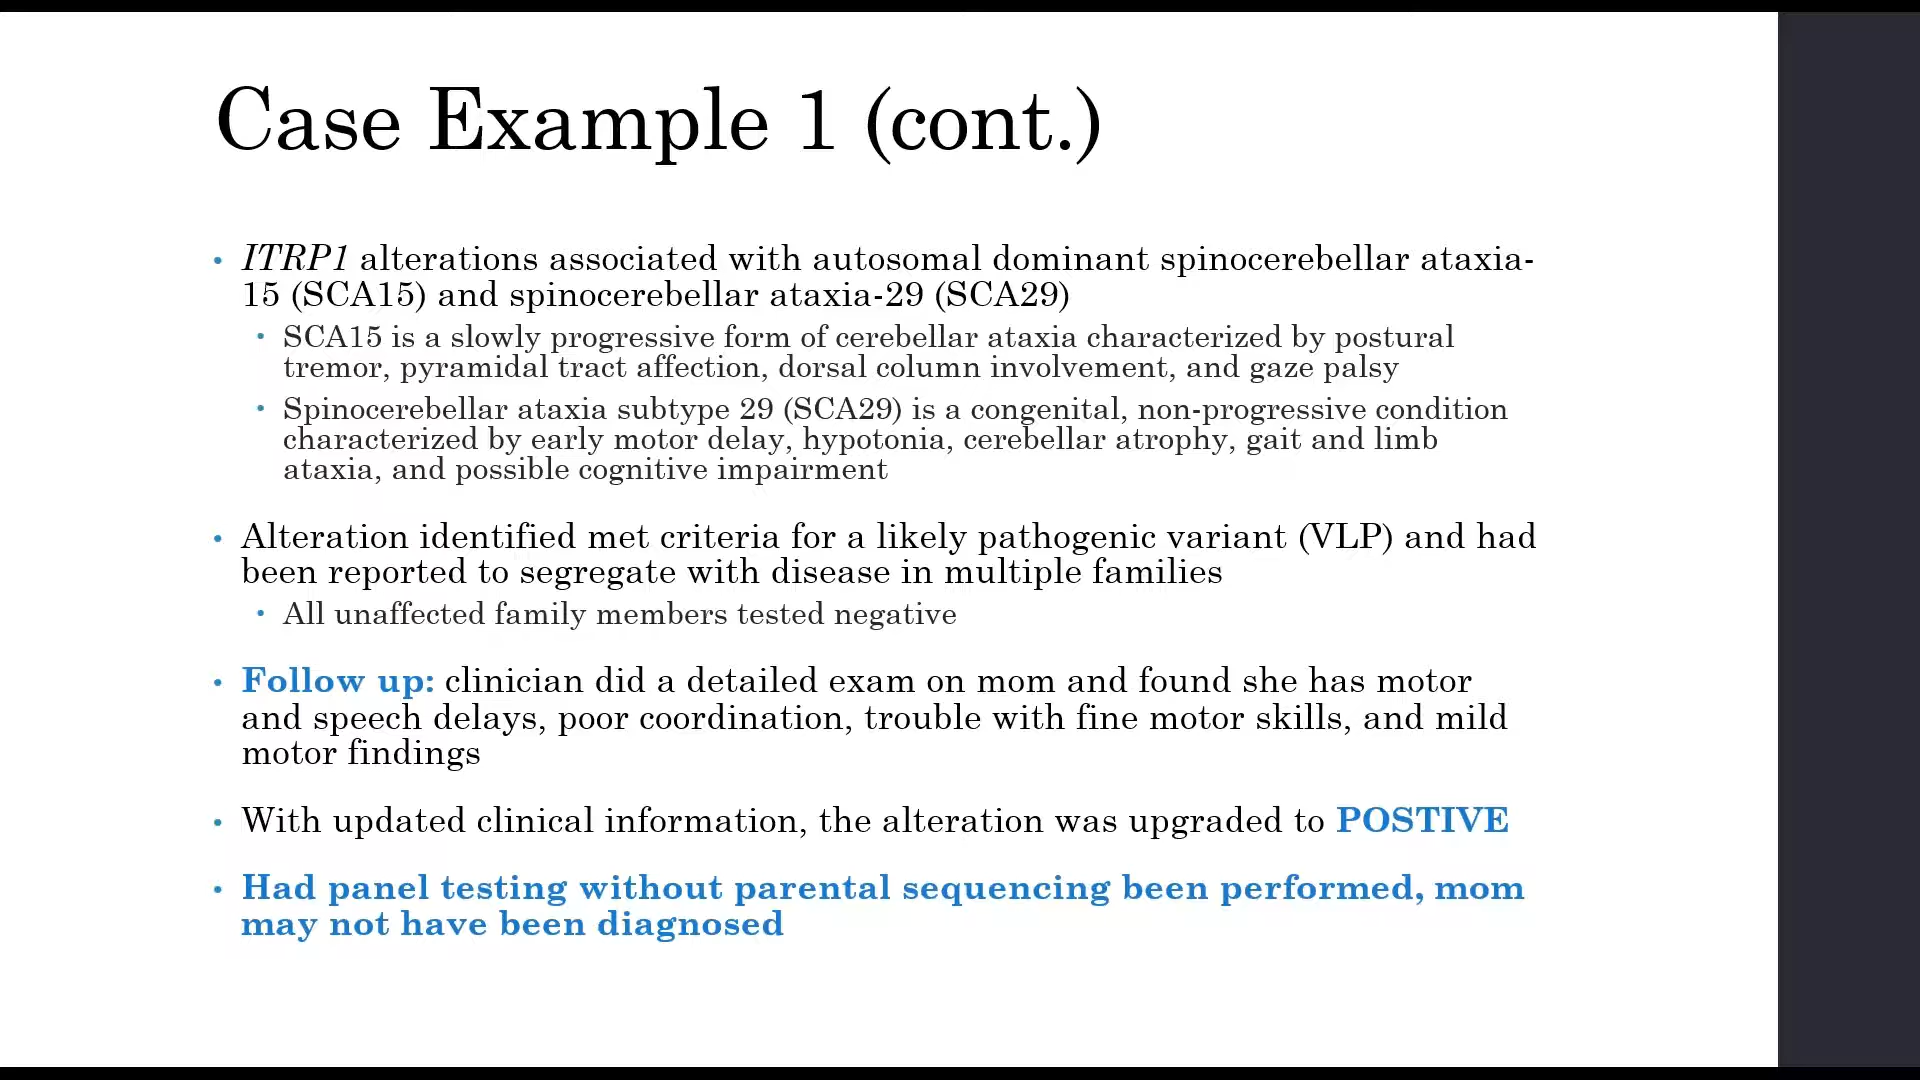 Case Example 1 (cont.)
• ITRP1 alterations associated with autosomal dominant spinocerebellar ataxia-
15 (SCA15) and spinocerebellar ataxia-29 (SCA29)
• SCA15 is a slowly progressive form of cerebellar ataxia characterized by postural
tremor, pyramidal tract affection, dorsal column involvement, and gaze palsy
• Spinocerebellar ataxia subtype 29 (SCA29) is a congenital, non-progressive condition
characterized by early motor delay, hypotonia, cerebellar atrophy, gait and limb
ataxia, and possible cognitive impairment
• Alteration identified met criteria for a likely pathogenic variant (VLP) and had
been reported to segregate with disease in multiple families
• All unaffected family members tested negative
• Follow up: clinician did a detailed exam on mom and found she has motor
and speech delays, poor coordination, trouble with fine motor skills, and mild
motor findings
• With updated clinical information, the alteration was upgraded to POSTIVE
• Had panel testing without parental sequencing been performed, mom
may not have been diagnosed